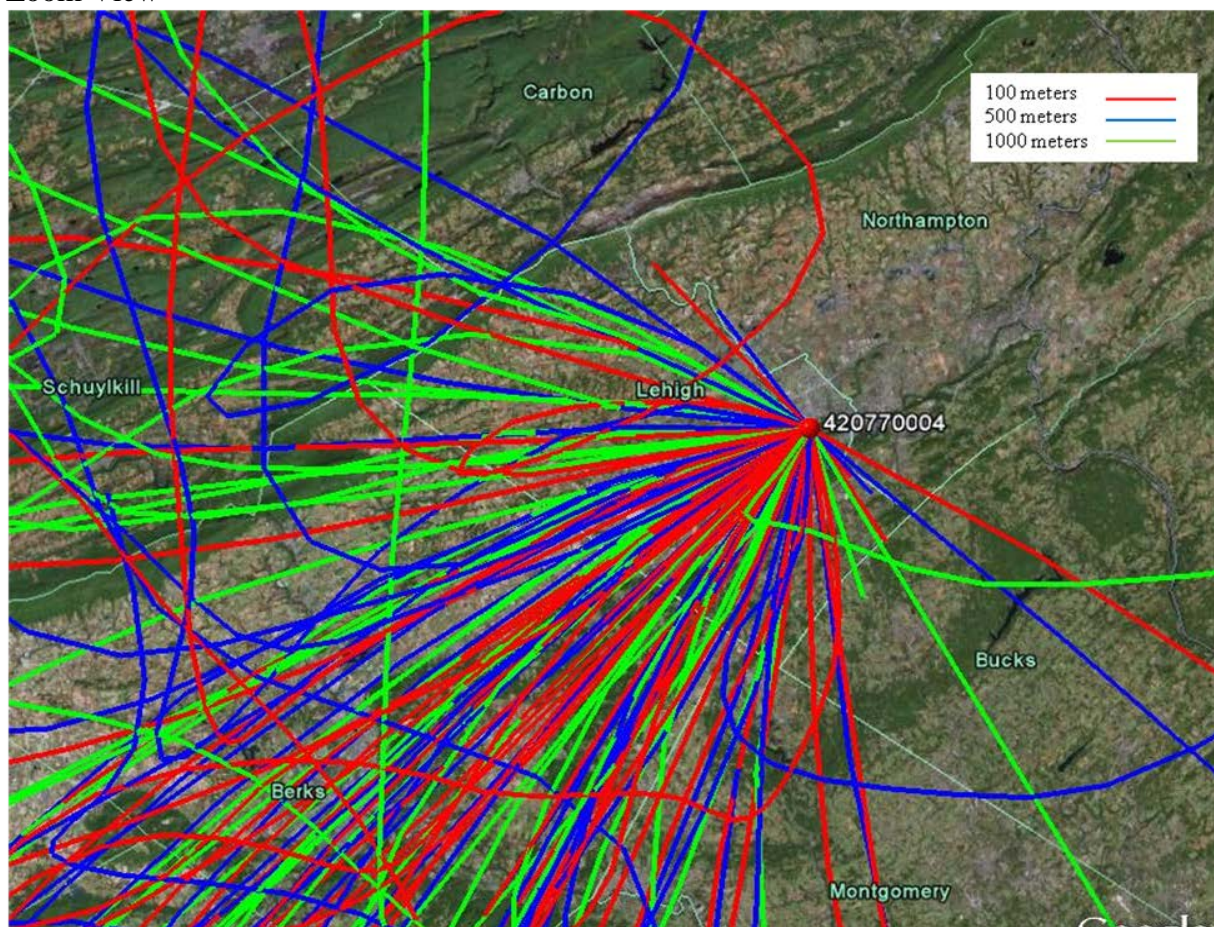 Carbon
100 meters
500 meters
1000 meters
Northampton
Schuylkill
Lehigh
420770004
Bucks
Berks
Montgomery